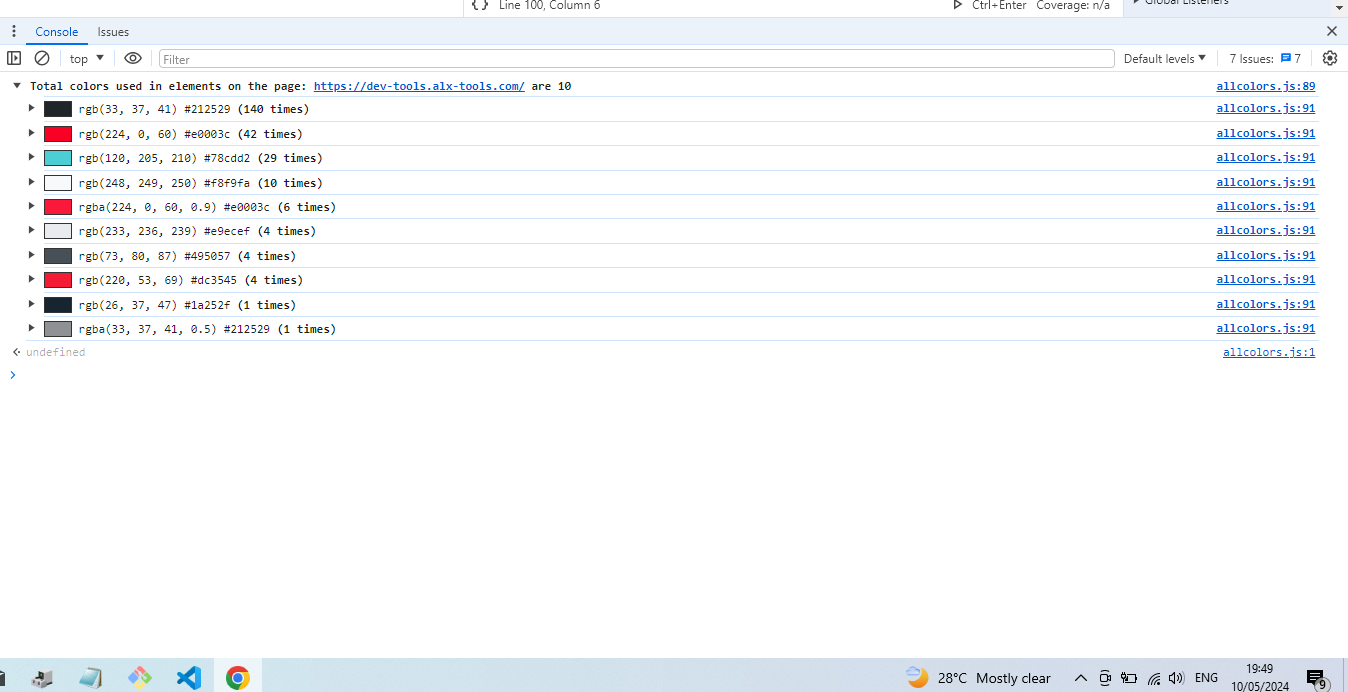 { } Line 100, Column 6 Ctrl+Enter Coverage: n/a Global Listeners
Console Issues
top Filter Default levels 7 Issues: 7
Total colors used in elements on the page: https://dev-tools.alx-tools.com/ are 10 allcolors.js:89
rgb(33, 37, 41) #212529 (140 times) allcolors.js:91
rgb(224, 0, 60) #e0003c (42 times) allcolors.js:91
rgb(120, 205, 210) #78cdd2 (29 times) allcolors.js:91
rgb(248, 249, 250) #f8f9fa (10 times) allcolors.js:91
rgba(224, 0, 60, 0.9) #e0003c (6 times) allcolors.js:91
rgb(233, 236, 239) #e9ecef (4 times) allcolors.js:91
rgb(73, 80, 87) #495057 (4 times) allcolors.js:91
rgb(220, 53, 69) #dc3545 (4 times) allcolors.js:91
rgb(26, 37, 47) #1a252f (1 times) allcolors.js:91
rgba(33, 37, 41, 0.5) #212529 (1 times) allcolors.js:91
undefined allcolors.js:1
28°C Mostly clear ENG 19:49
10/05/2024 9